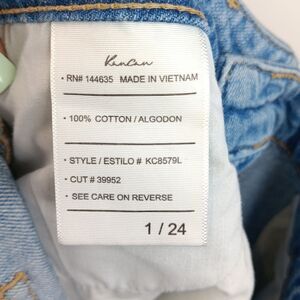 KanCan
· RN# 144635 MADE IN VIETNAM
· 100% COTTON / ALGODON
· STYLE / ESTILO # KC8579L
· CUT # 39952
· SEE CARE ON REVERSE
1 / 24